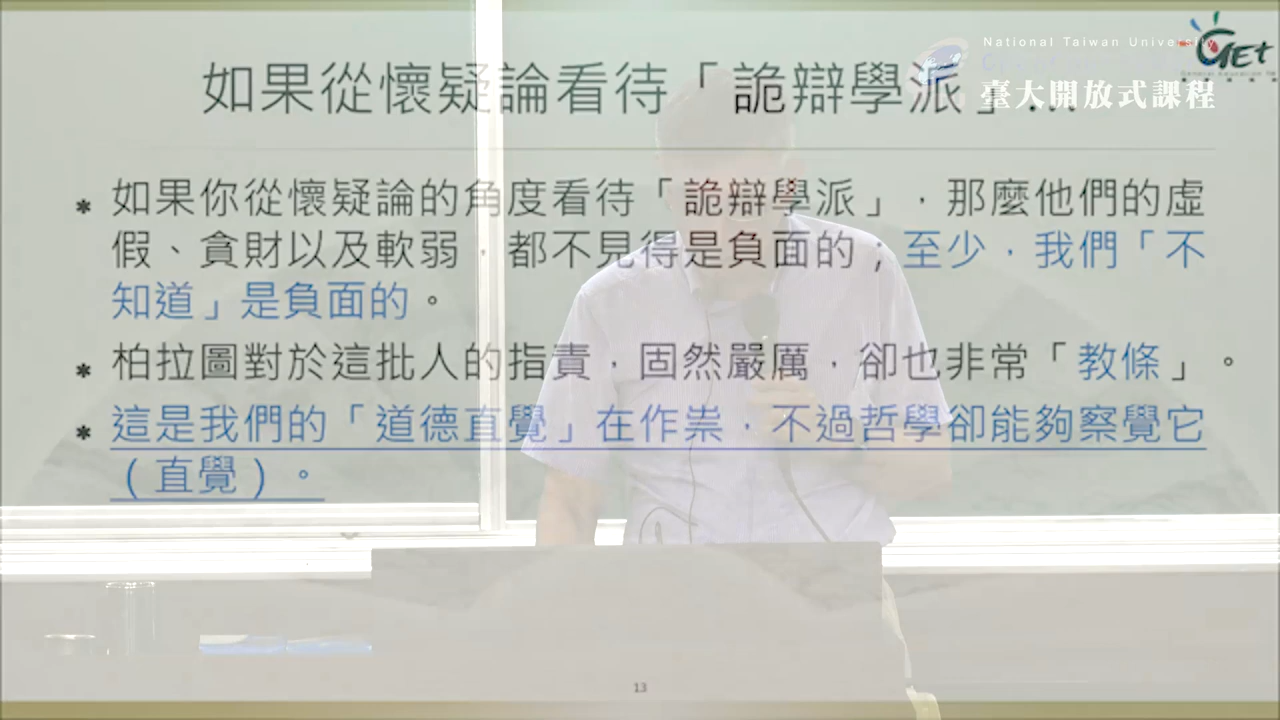 National Taiwan University
GEt
臺大開放式課程
如果從懷疑論看待「詭辯學派」...
* 如果你從懷疑論的角度看待「詭辯學派」，那麼他們的虛
假、貪財以及軟弱，都不見得是負面的；至少，我們「不
知道」是負面的。
* 柏拉圖對於這批人的指責，固然嚴厲，卻也非常「教條」。
* 這是我們的「道德直覺」在作祟，不過哲學卻能夠察覺它
（直覺）。
13